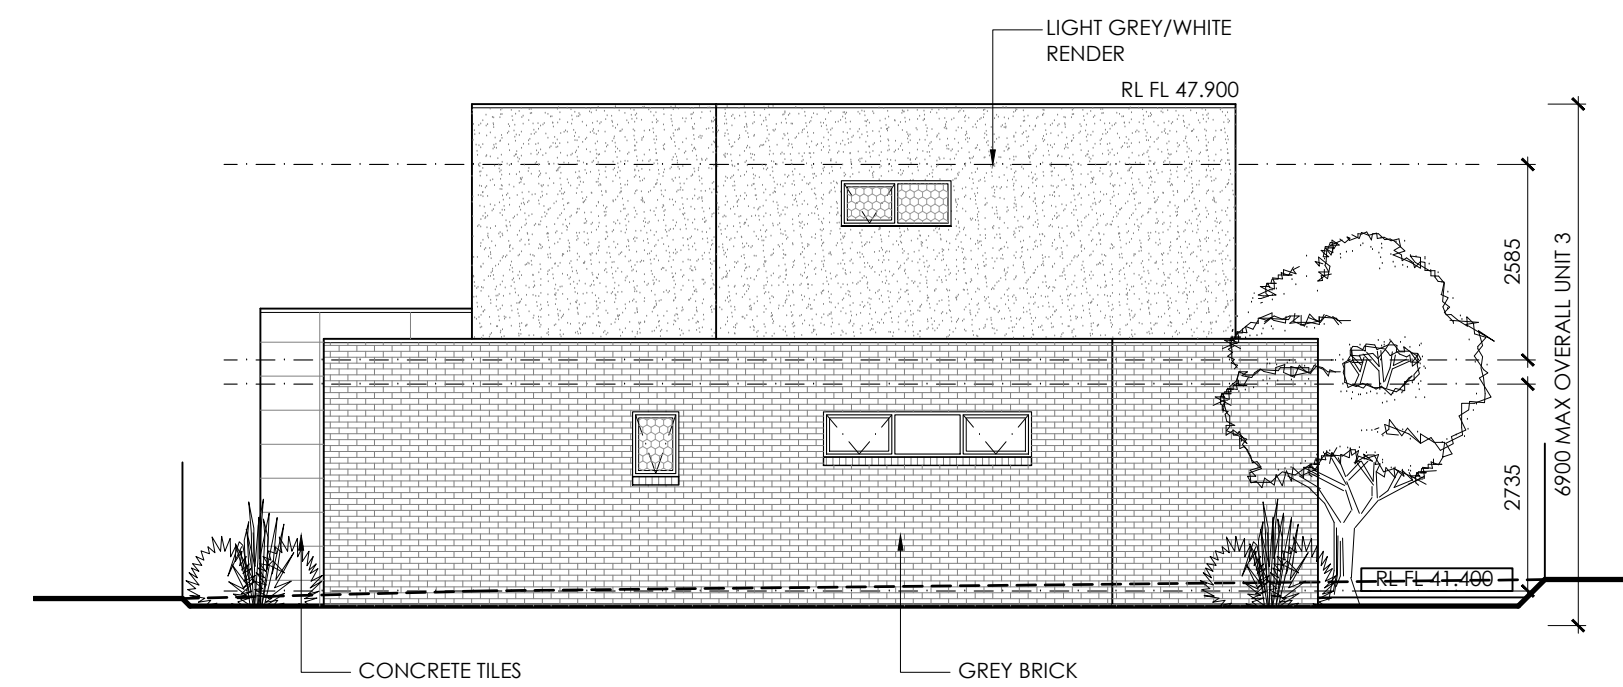 LIGHT GREY/WHITE
RENDER
RL FL 47.900
2585
6900 MAX OVERALL UNIT 3
2735
RL FL 41.400
CONCRETE TILES
GREY BRICK